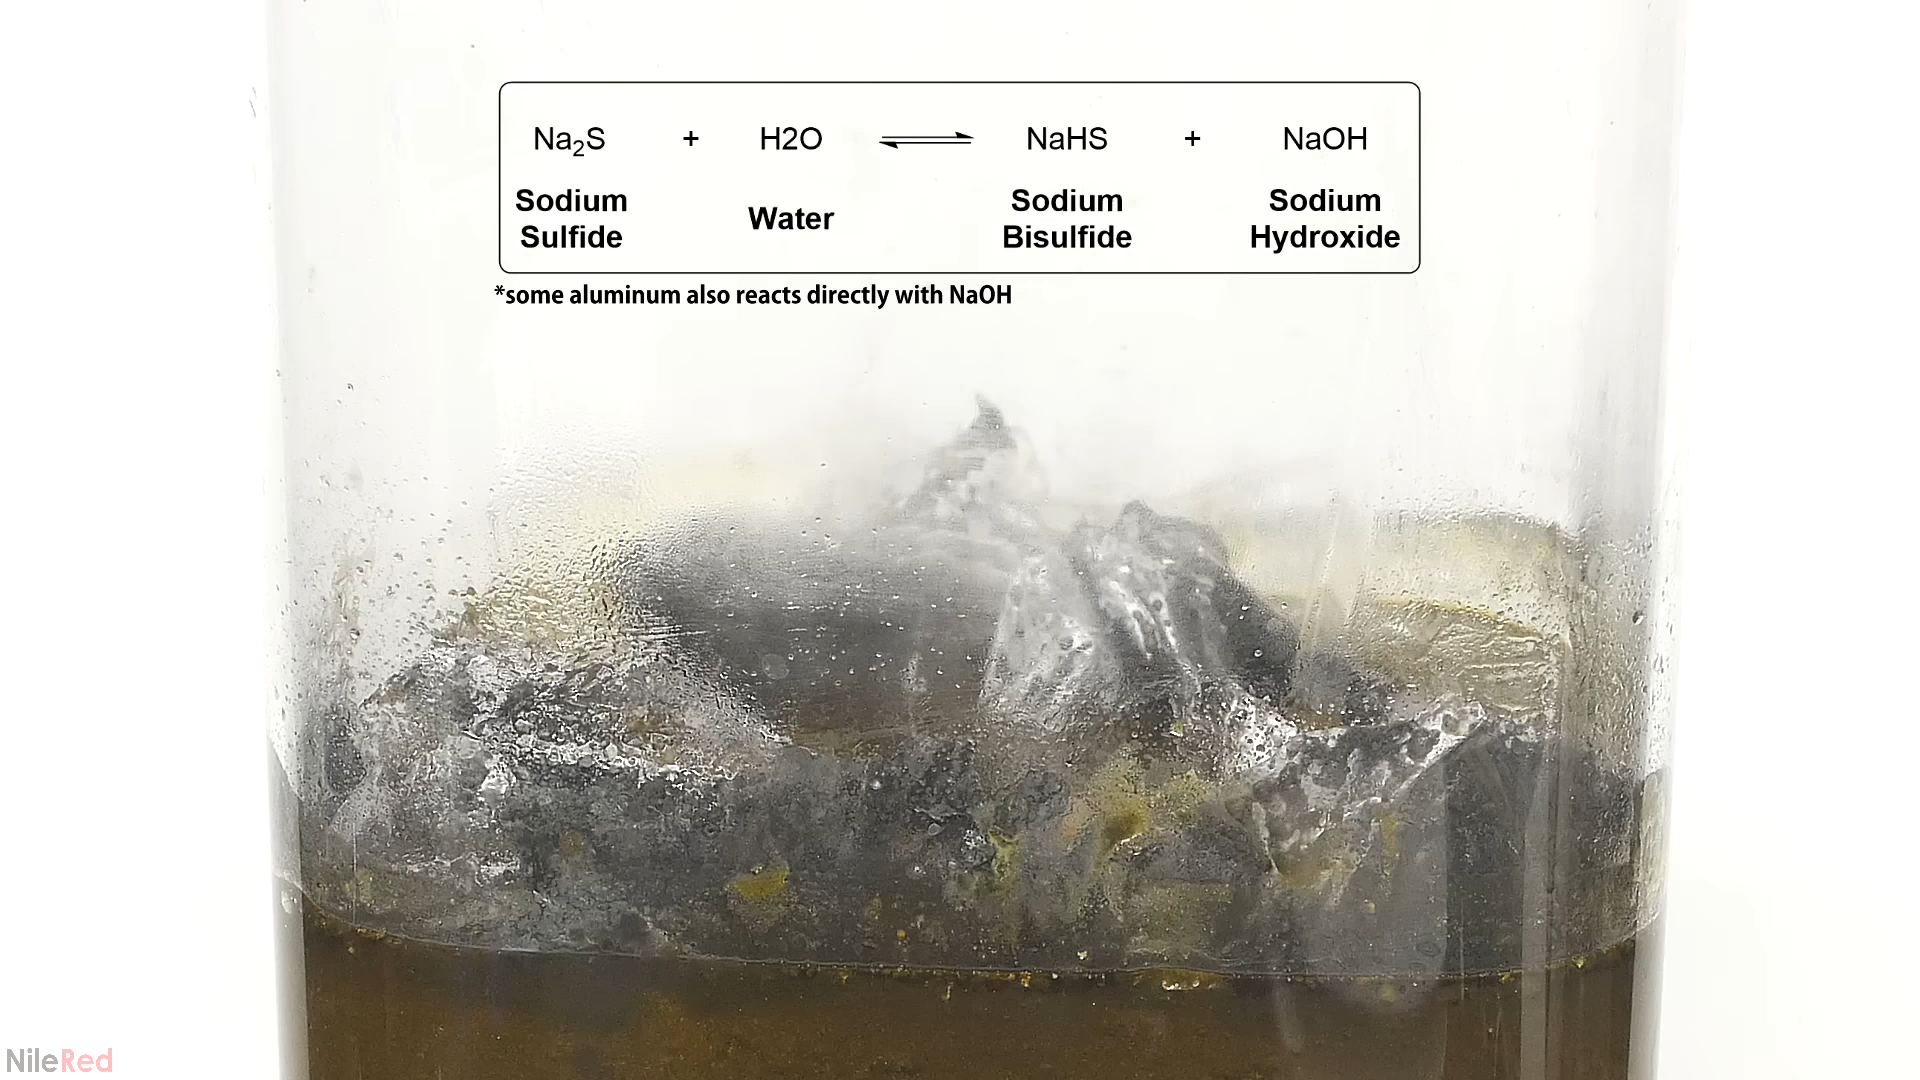 Na₂S + H2O ⇌ NaHS + NaOH
Sodium Sulfide Water Sodium Bisulfide Sodium Hydroxide
*some aluminum also reacts directly with NaOH
NileRed